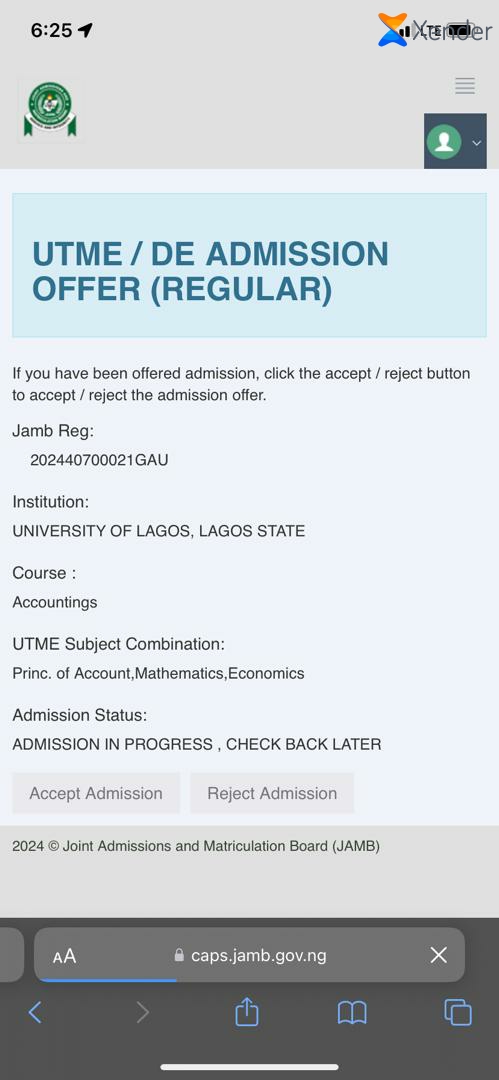 6:25
Xender
LTE
UTME / DE ADMISSION
OFFER (REGULAR)
If you have been offered admission, click the accept / reject button
to accept / reject the admission offer.
Jamb Reg:
202440700021GAU
Institution:
UNIVERSITY OF LAGOS, LAGOS STATE
Course :
Accountings
UTME Subject Combination:
Princ. of Account,Mathematics,Economics
Admission Status:
ADMISSION IN PROGRESS , CHECK BACK LATER
Accept Admission Reject Admission
2024 © Joint Admissions and Matriculation Board (JAMB)
AA caps.jamb.gov.ng